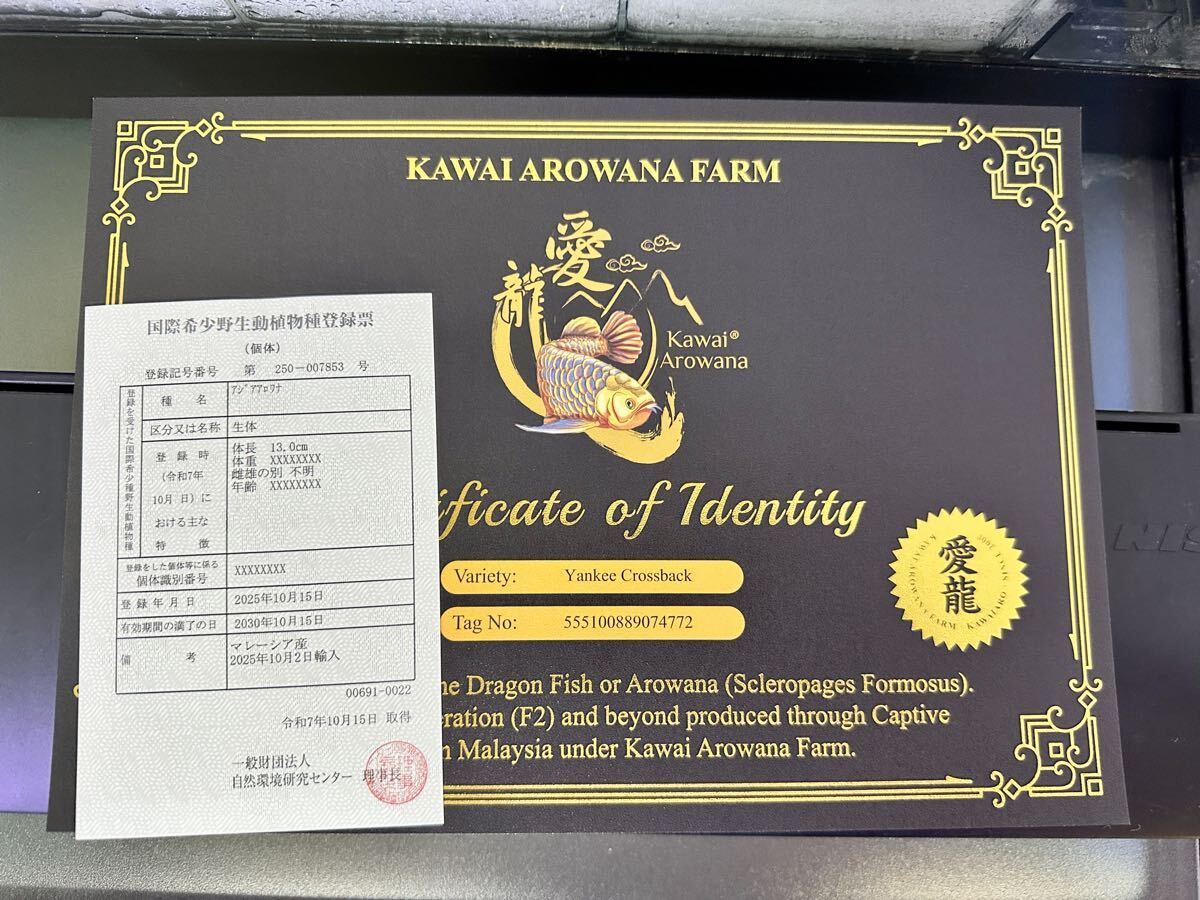 KAWAI AROWANA FARM
愛
龍
Kawai®
Arowana
ificate of Identity
Variety: Yankee Crossback
Tag No: 555100889074772
ne Dragon Fish or Arowana (Scleropages Formosus).
eration (F2) and beyond produced through Captive
n Malaysia under Kawai Arowana Farm.
愛龍
KAWAI AROWANA FARM
国際希少野生動植物種登録票
(個体)
登録記号番号 第 250-007853 号
登録を受けた国際希少野生動植物種
種名 アジアアロワナ
区分又は名称 生体
登録時
(令和7年
10月 日)に
おける主な
特徴
体長 13.0cm
体重 XXXXXXXX
雌雄の別 不明
年齢 XXXXXXXX
登録をした個体等に係る
個体識別番号 XXXXXXXX
登録年月日 2025年10月15日
有効期間の満了の日 2030年10月15日
備考 マレーシア産
2025年10月2日輸入
00691-0022
令和7年10月15日 取得
一般財団法人
自然環境研究センター 理事長
NIS